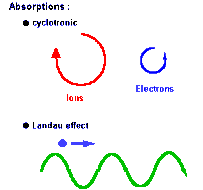 Absorptions :
cyclotronic
Ions
Electrons
Landau effect